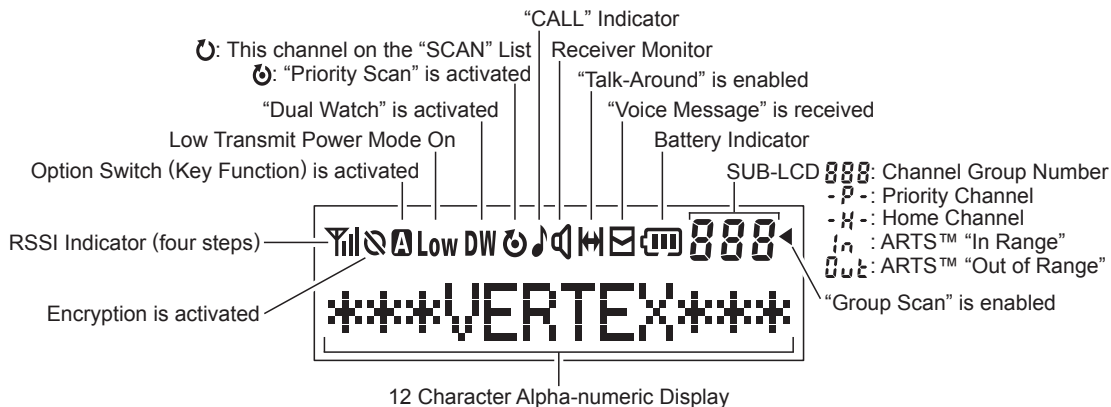 “CALL” Indicator
: This channel on the “SCAN” List
Receiver Monitor
: “Priority Scan” is activated
“Talk-Around” is enabled
“Dual Watch” is activated
“Voice Message” is received
Low Transmit Power Mode On
Battery Indicator
Option Switch (Key Function) is activated
SUB-LCD 888: Channel Group Number
-P-: Priority Channel
-H-: Home Channel
In : ARTS™ “In Range”
Out: ARTS™ “Out of Range”
RSSI Indicator (four steps)
A Low DW 888
“Group Scan” is enabled
Encryption is activated
***VERTEX***
12 Character Alpha-numeric Display